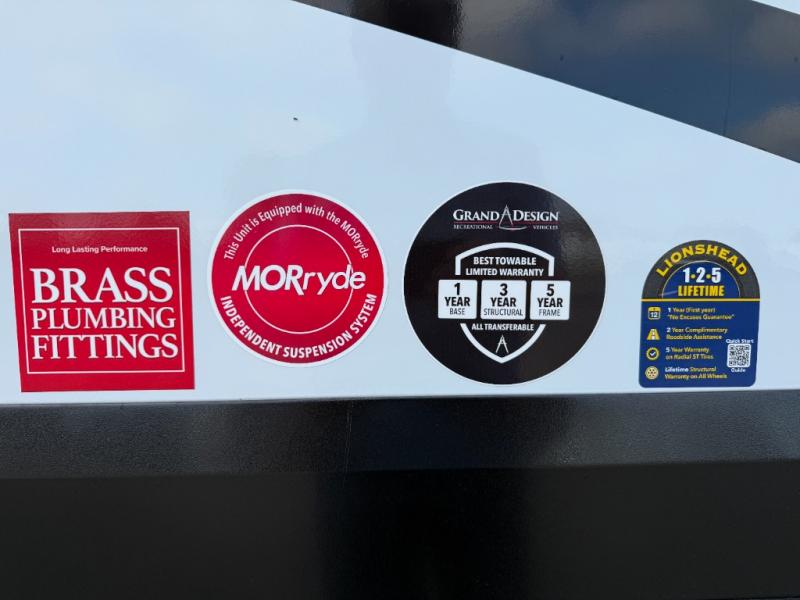 Long Lasting Performance
BRASS
PLUMBING
FITTINGS
This Unit is Equipped with the MORryde
MORryde
INDEPENDENT SUSPENSION SYSTEM
GRAND DESIGN
RECREATIONAL VEHICLES
BEST TOWABLE
LIMITED WARRANTY
1
YEAR
BASE
3
YEAR
STRUCTURAL
5
YEAR
FRAME
ALL TRANSFERABLE
LIONSHEAD
1·2·5
LIFETIME
12
1 Year (First year)
"No Excuses Guarantee"
2 Year Complimentary
Roadside Assistance
5 Year Warranty
on Radial ST Tires
Lifetime Structural
Warranty on All Wheels
Quick Start
Guide